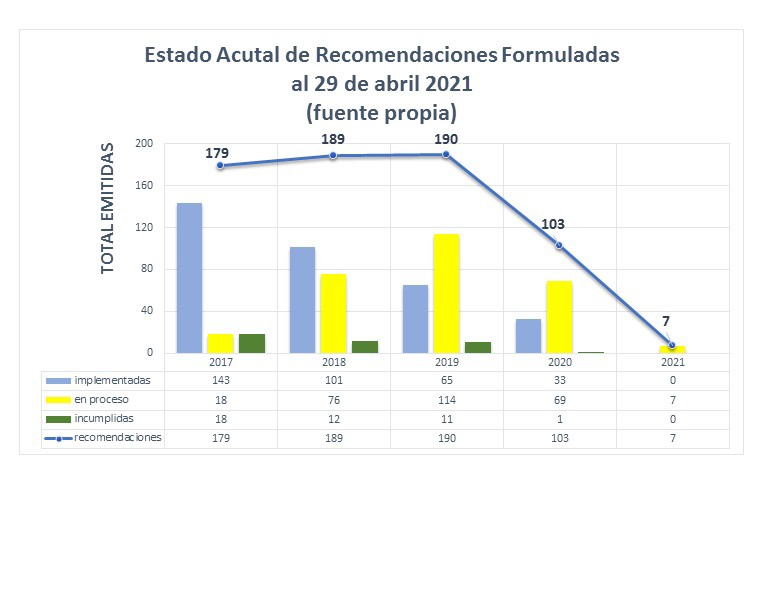 Estado Acutal de Recomendaciones Formuladas
al 29 de abril 2021
(fuente propia)
TOTAL EMITIDAS
200
160
120
80
40
0
179
189
190
103
7
2017 2018 2019 2020 2021
implementadas 143 101 65 33 0
en proceso 18 76 114 69 7
incumplidas 18 12 11 1 0
recomendaciones 179 189 190 103 7